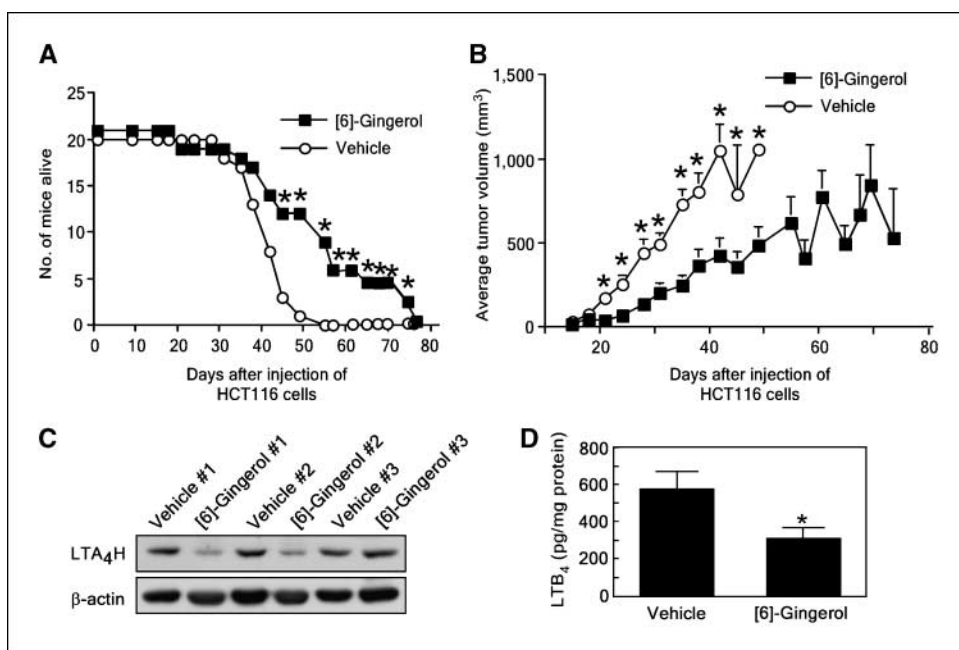 A
No. of mice alive
25
20
15
10
5
0
[6]-Gingerol
Vehicle
* * * * * * * * *
0 10 20 30 40 50 60 70 80
Days after injection of
HCT116 cells
B
Average tumor volume (mm³)
1,500
1,000
500
0
[6]-Gingerol
Vehicle
* * * * * * * * *
20 40 60 80
Days after injection of
HCT116 cells
C
Vehicle #1
[6]-Gingerol #1
Vehicle #2
[6]-Gingerol #2
Vehicle #3
[6]-Gingerol #3
LTA₄H
β-actin
D
LTB₄ (pg/mg protein)
800
600
400
200
0
*
Vehicle [6]-Gingerol